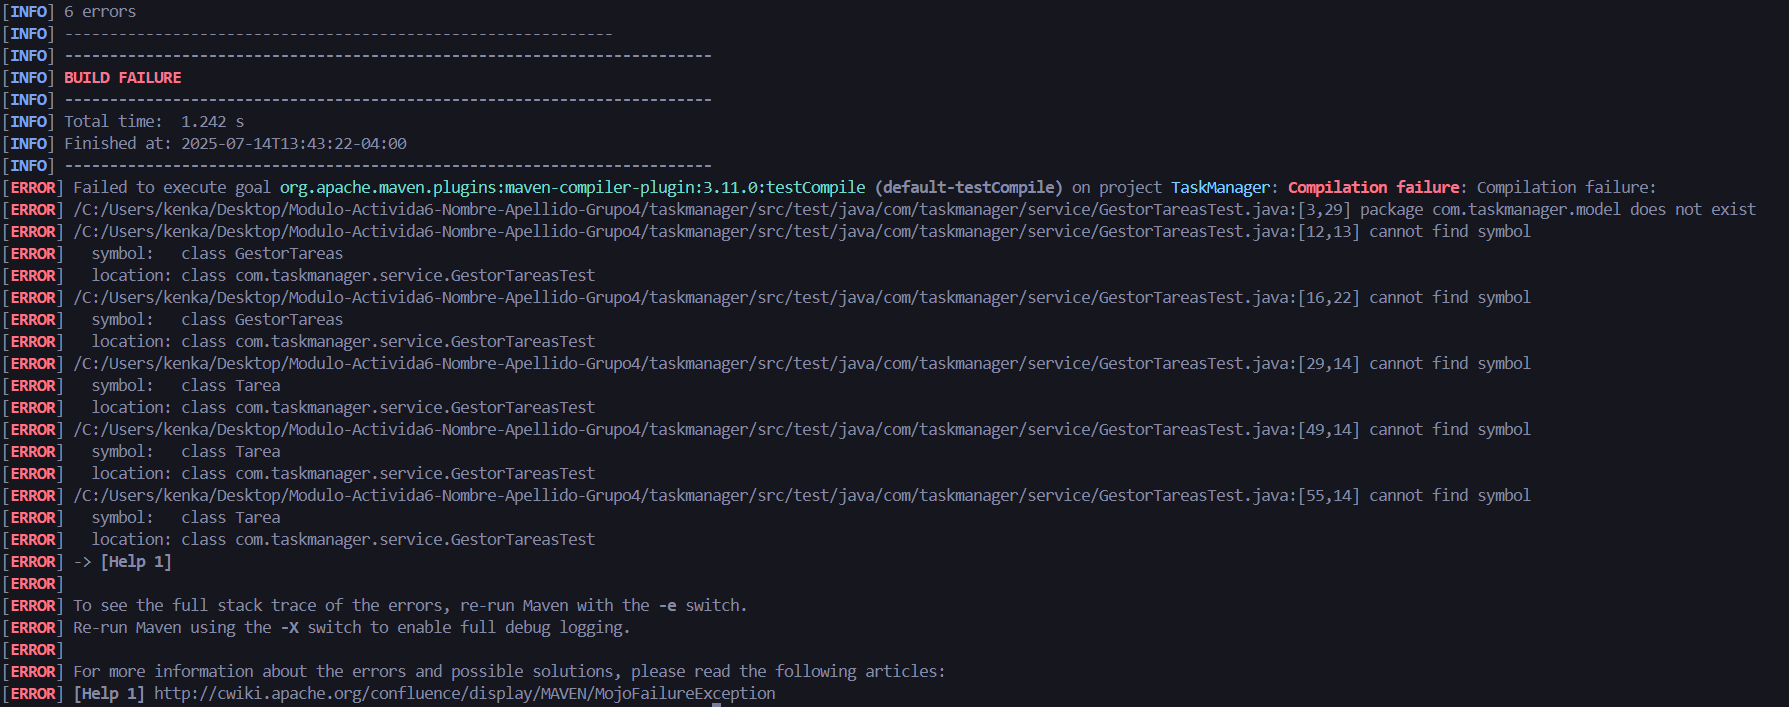 [INFO] 6 errors
[INFO] -------------------------------------------------------------
[INFO] ------------------------------------------------------------------------
[INFO] BUILD FAILURE
[INFO] ------------------------------------------------------------------------
[INFO] Total time:  1.242 s
[INFO] Finished at: 2025-07-14T13:43:22-04:00
[INFO] ------------------------------------------------------------------------
[ERROR] Failed to execute goal org.apache.maven.plugins:maven-compiler-plugin:3.11.0:testCompile (default-testCompile) on project TaskManager: Compilation failure: Compilation failure:
[ERROR] /C:/Users/kenka/Desktop/Modulo-Activida6-Nombre-Apellido-Grupo4/taskmanager/src/test/java/com/taskmanager/service/GestorTareasTest.java:[3,29] package com.taskmanager.model does not exist
[ERROR] /C:/Users/kenka/Desktop/Modulo-Activida6-Nombre-Apellido-Grupo4/taskmanager/src/test/java/com/taskmanager/service/GestorTareasTest.java:[12,13] cannot find symbol
[ERROR]   symbol:   class GestorTareas
[ERROR]   location: class com.taskmanager.service.GestorTareasTest
[ERROR] /C:/Users/kenka/Desktop/Modulo-Activida6-Nombre-Apellido-Grupo4/taskmanager/src/test/java/com/taskmanager/service/GestorTareasTest.java:[16,22] cannot find symbol
[ERROR]   symbol:   class GestorTareas
[ERROR]   location: class com.taskmanager.service.GestorTareasTest
[ERROR] /C:/Users/kenka/Desktop/Modulo-Activida6-Nombre-Apellido-Grupo4/taskmanager/src/test/java/com/taskmanager/service/GestorTareasTest.java:[29,14] cannot find symbol
[ERROR]   symbol:   class Tarea
[ERROR]   location: class com.taskmanager.service.GestorTareasTest
[ERROR] /C:/Users/kenka/Desktop/Modulo-Activida6-Nombre-Apellido-Grupo4/taskmanager/src/test/java/com/taskmanager/service/GestorTareasTest.java:[49,14] cannot find symbol
[ERROR]   symbol:   class Tarea
[ERROR]   location: class com.taskmanager.service.GestorTareasTest
[ERROR] /C:/Users/kenka/Desktop/Modulo-Activida6-Nombre-Apellido-Grupo4/taskmanager/src/test/java/com/taskmanager/service/GestorTareasTest.java:[55,14] cannot find symbol
[ERROR]   symbol:   class Tarea
[ERROR]   location: class com.taskmanager.service.GestorTareasTest
[ERROR] -> [Help 1]
[ERROR]
[ERROR] To see the full stack trace of the errors, re-run Maven with the -e switch.
[ERROR] Re-run Maven using the -X switch to enable full debug logging.
[ERROR]
[ERROR] For more information about the errors and possible solutions, please read the following articles:
[ERROR] [Help 1] http://cwiki.apache.org/confluence/display/MAVEN/MojoFailureException